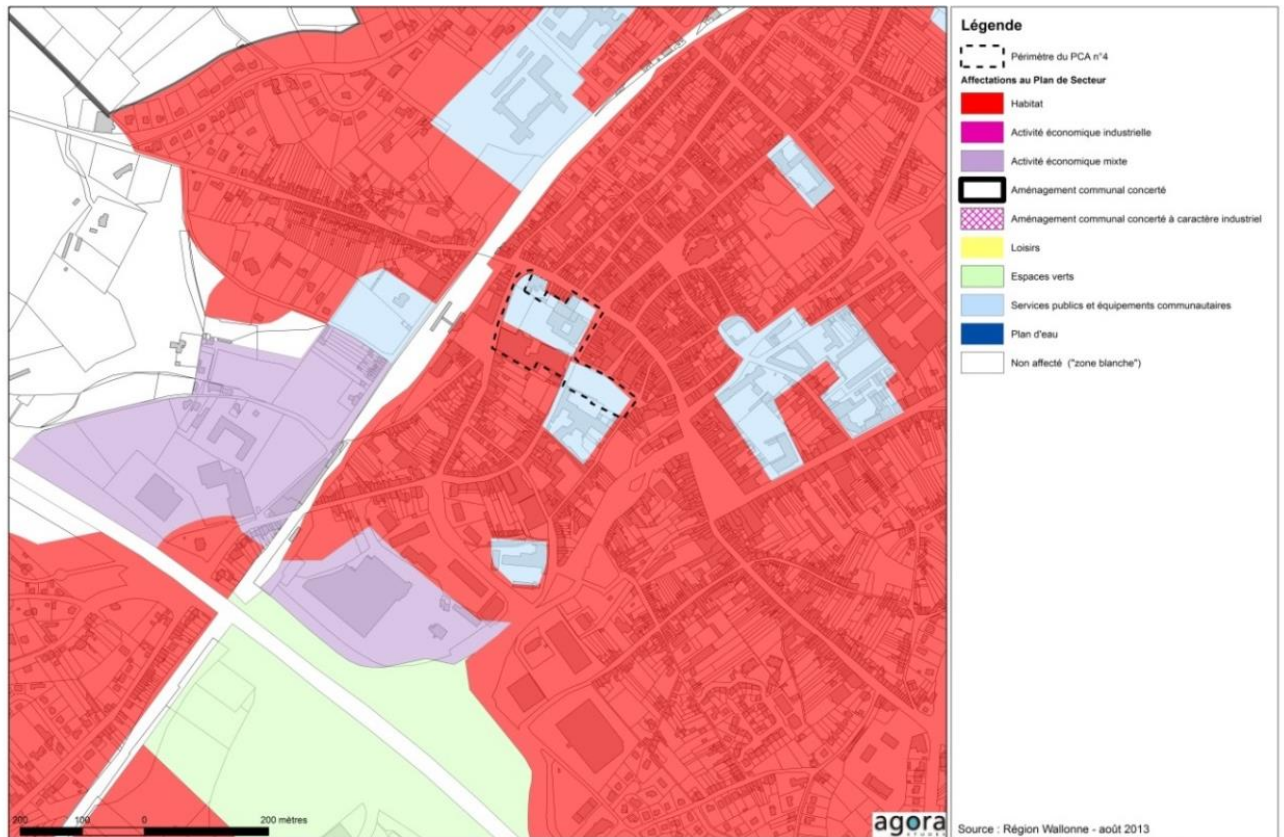 Légende
Périmètre du PCA n°4
Affectations au Plan de Secteur
Habitat
Activité économique industrielle
Activité économique mixte
Aménagement communal concerté
Aménagement communal concerté à caractère industriel
Loisirs
Espaces verts
Services publics et équipements communautaires
Plan d'eau
Non affecté ("zone blanche")
200 100 0 200 mètres
agora
Source : Région Wallonne - août 2013